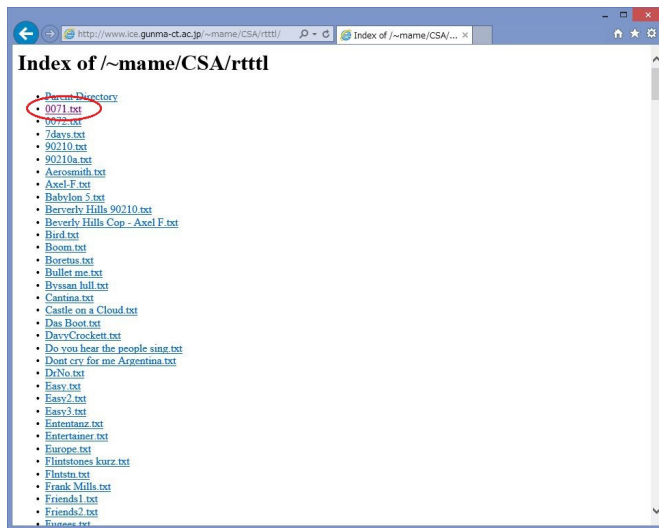 http://www.ice.gunma-ct.ac.jp/~mame/CSA/rtttl/
Index of /~mame/CSA/...
Index of /~mame/CSA/rtttl
Parent Directory
0071.txt
0072.txt
7days.txt
90210.txt
90210a.txt
Aerosmith.txt
Axel-F.txt
Babylon 5.txt
Berverly Hills 90210.txt
Beverly Hills Cop - Axel F.txt
Bird.txt
Boom.txt
Boretus.txt
Bullet me.txt
Byssan lull.txt
Cantina.txt
Castle on a Cloud.txt
Das Boot.txt
DavyCrockett.txt
Do you hear the people sing.txt
Dont cry for me Argentina.txt
DrNo.txt
Easy.txt
Easy2.txt
Easy3.txt
Ententanz.txt
Entertainer.txt
Europe.txt
Flintstones kurz.txt
Flntstn.txt
Frank Mills.txt
Friends1.txt
Friends2.txt
Fugees.txt